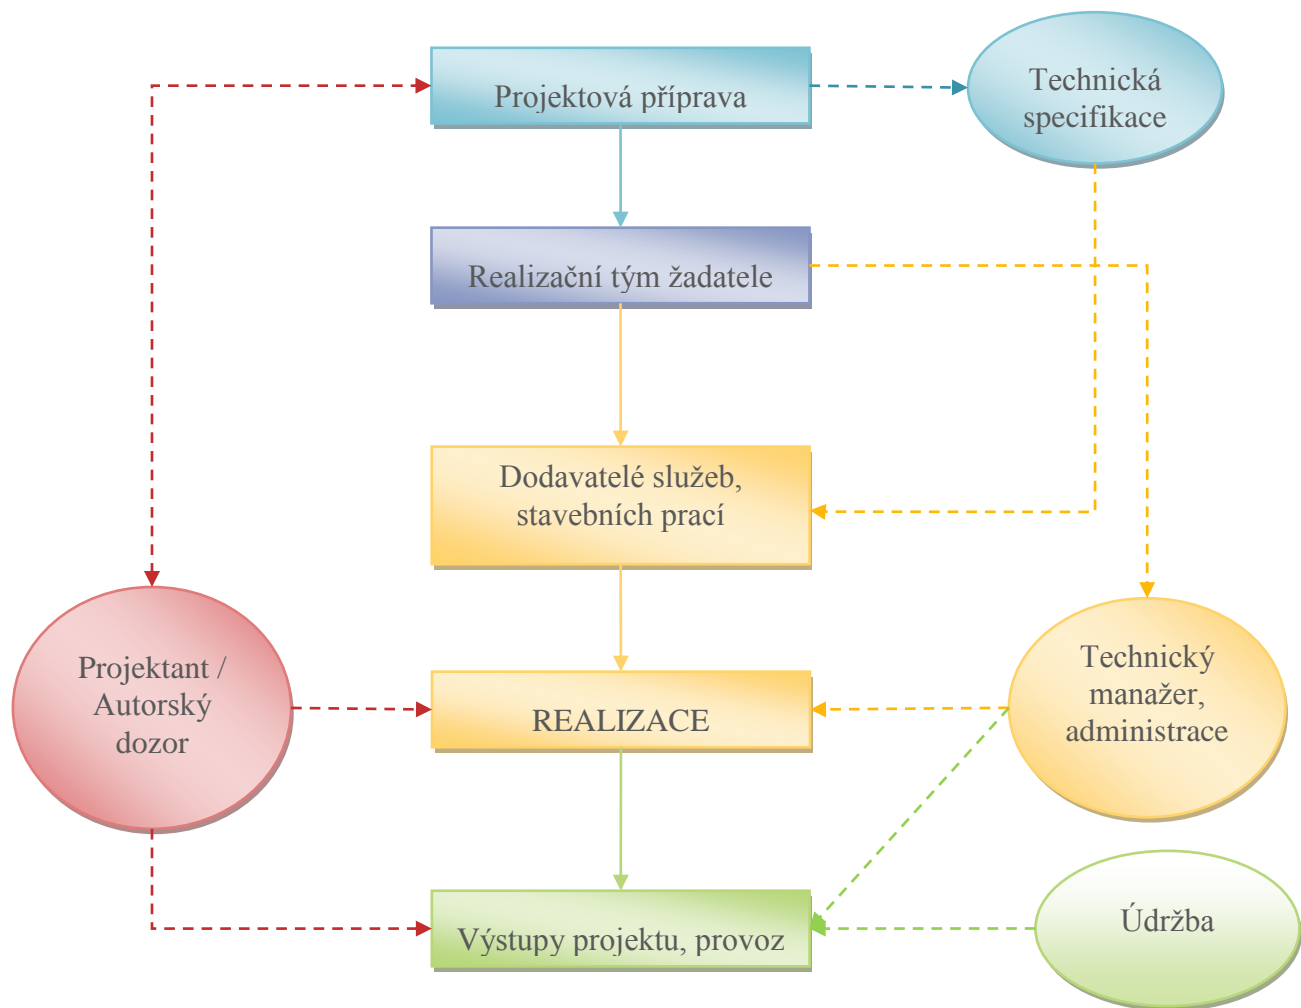 Projektová příprava
Technická
specifikace
Realizační tým žadatele
Dodavatelé služeb,
stavebních prací
Projektant /
Autorský
dozor
REALIZACE
Technický
manažer,
administrace
Výstupy projektu, provoz
Údržba